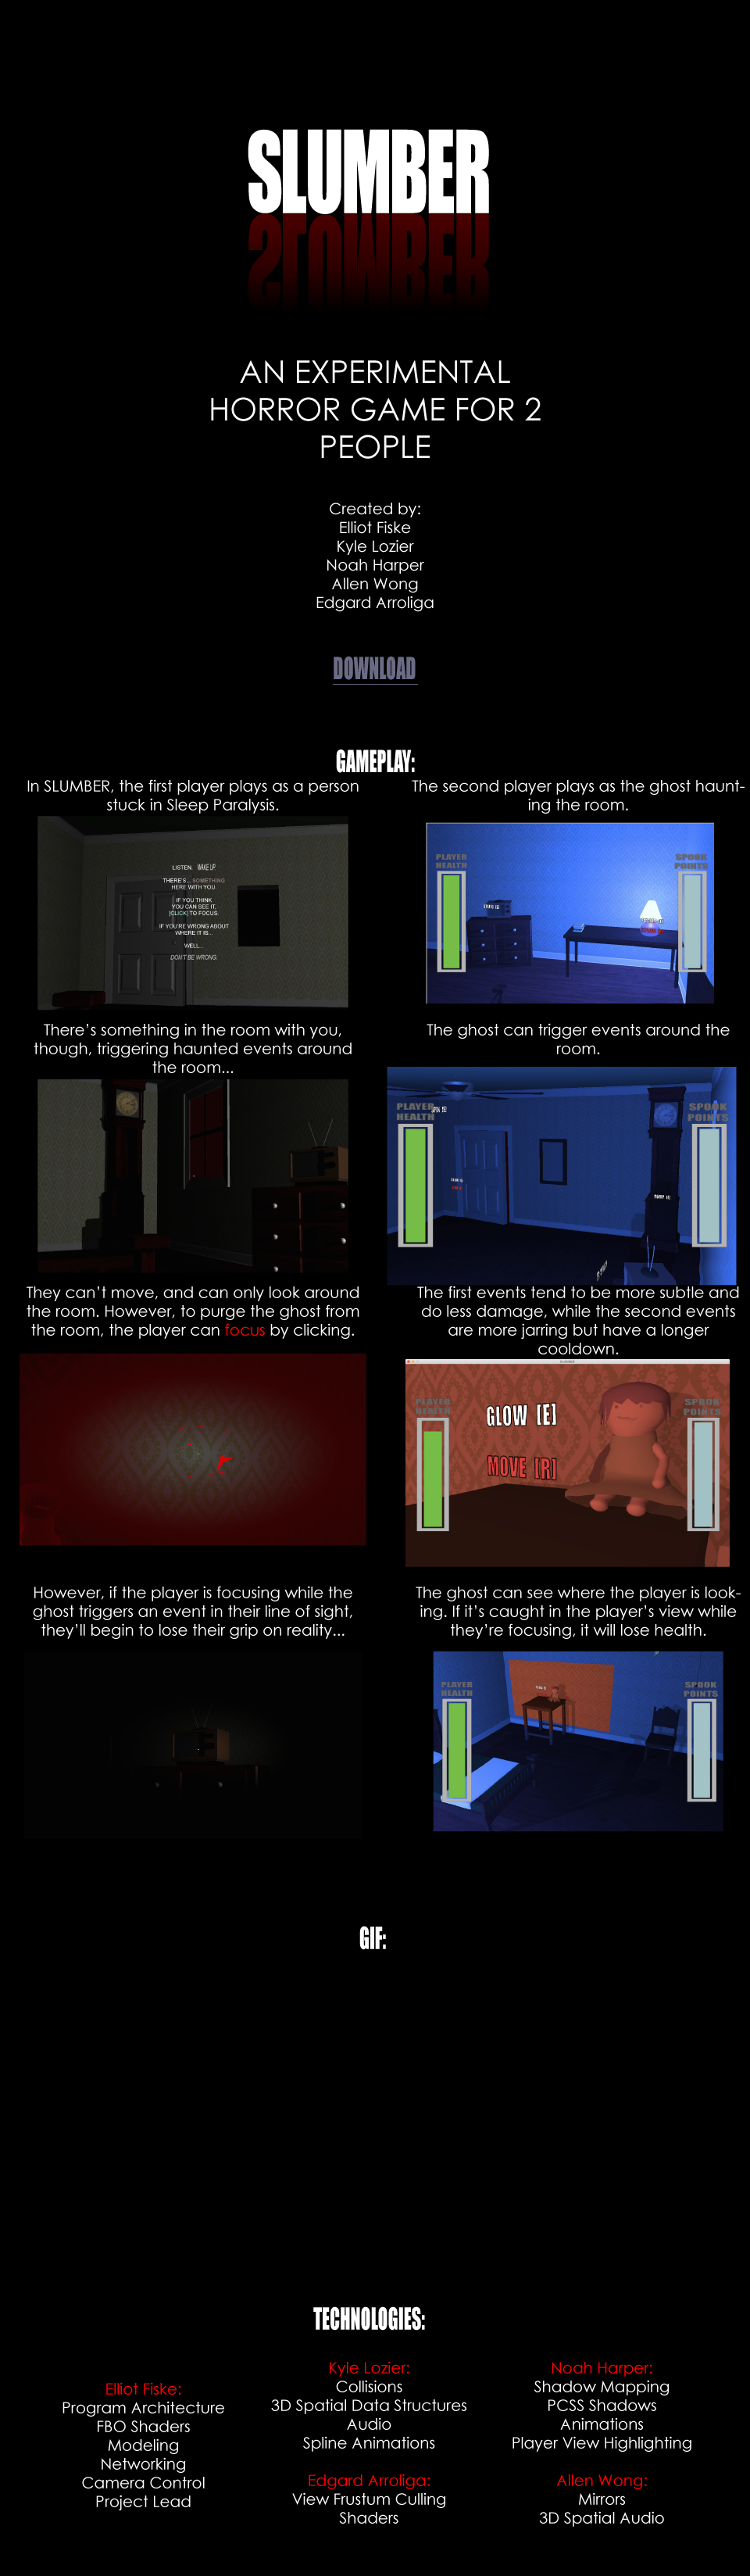 SLUMBER
AN EXPERIMENTAL
HORROR GAME FOR 2
PEOPLE
Created by:
Elliot Fiske
Kyle Lozier
Noah Harper
Allen Wong
Edgard Arroliga
DOWNLOAD
GAMEPLAY:
In SLUMBER, the first player plays as a person
stuck in Sleep Paralysis.
LISTEN. WAKE UP.
THERE'S... SOMETHING
HERE WITH YOU.
IF YOU THINK
YOU CAN SEE IT,
[CLICK] TO FOCUS.
IF YOU'RE WRONG ABOUT
WHERE IT IS...
WELL...
DON'T BE WRONG.
There's something in the room with you,
though, triggering haunted events around
the room...
They can't move, and can only look around
the room. However, to purge the ghost from
the room, the player can focus by clicking.
However, if the player is focusing while the
ghost triggers an event in their line of sight,
they'll begin to lose their grip on reality...
The second player plays as the ghost haunt-
ing the room.
PLAYER
HEALTH
SPOOK
POINTS
The ghost can trigger events around the
room.
PLAYER
HEALTH
SPOOK
POINTS
The first events tend to be more subtle and
do less damage, while the second events
are more jarring but have a longer
cooldown.
SLUMBER
PLAYER
HEALTH
GLOW [E]
MOVE [R]
SPOOK
POINTS
The ghost can see where the player is look-
ing. If it's caught in the player's view while
they're focusing, it will lose health.
PLAYER
HEALTH
SPOOK
POINTS
GIF:
TECHNOLOGIES:
Elliot Fiske:
Program Architecture
FBO Shaders
Modeling
Networking
Camera Control
Project Lead
Kyle Lozier:
Collisions
3D Spatial Data Structures
Audio
Spline Animations
Edgard Arroliga:
View Frustum Culling
Shaders
Noah Harper:
Shadow Mapping
PCSS Shadows
Animations
Player View Highlighting
Allen Wong:
Mirrors
3D Spatial Audio